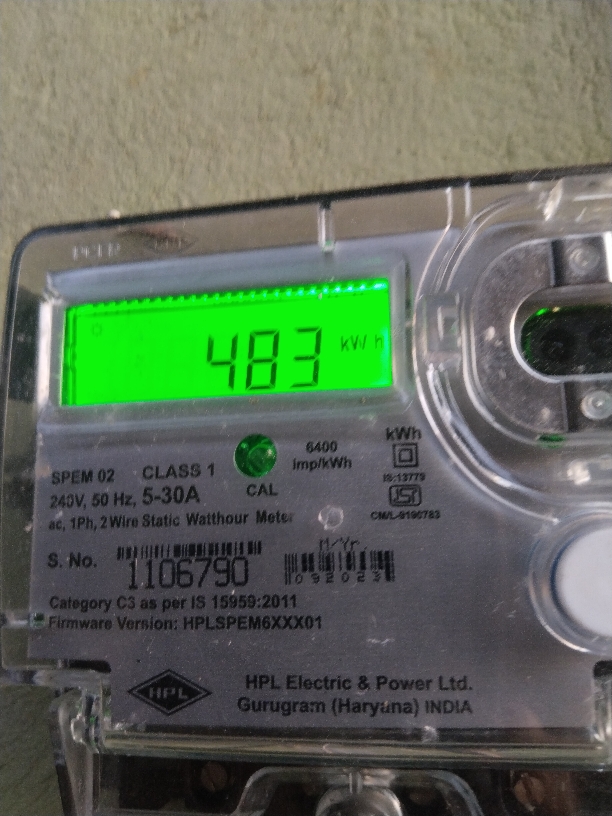 483 kWh
6400
imp/kWh
kWh
SPEM 02 CLASS 1
240V, 50 Hz, 5-30A
CAL
IS:13779
ISI
CM/L-9190783
ac, 1Ph, 2 Wire Static Watthour Meter
M/Yr.
S. No. 1106790
092023
Category C3 as per IS 15959:2011
Firmware Version: HPLSPEM6XXX01
HPL
HPL Electric & Power Ltd.
Gurugram (Haryana) INDIA